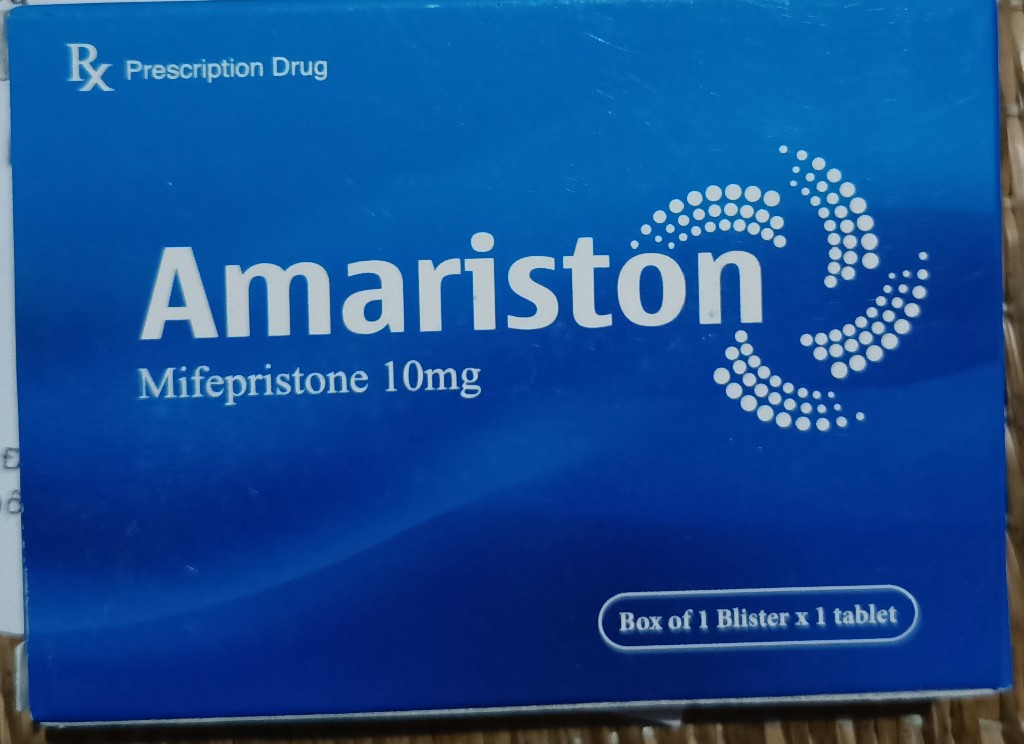 Rx Prescription Drug
Amariston
Mifepristone 10mg
Box of 1 Blister x 1 tablet